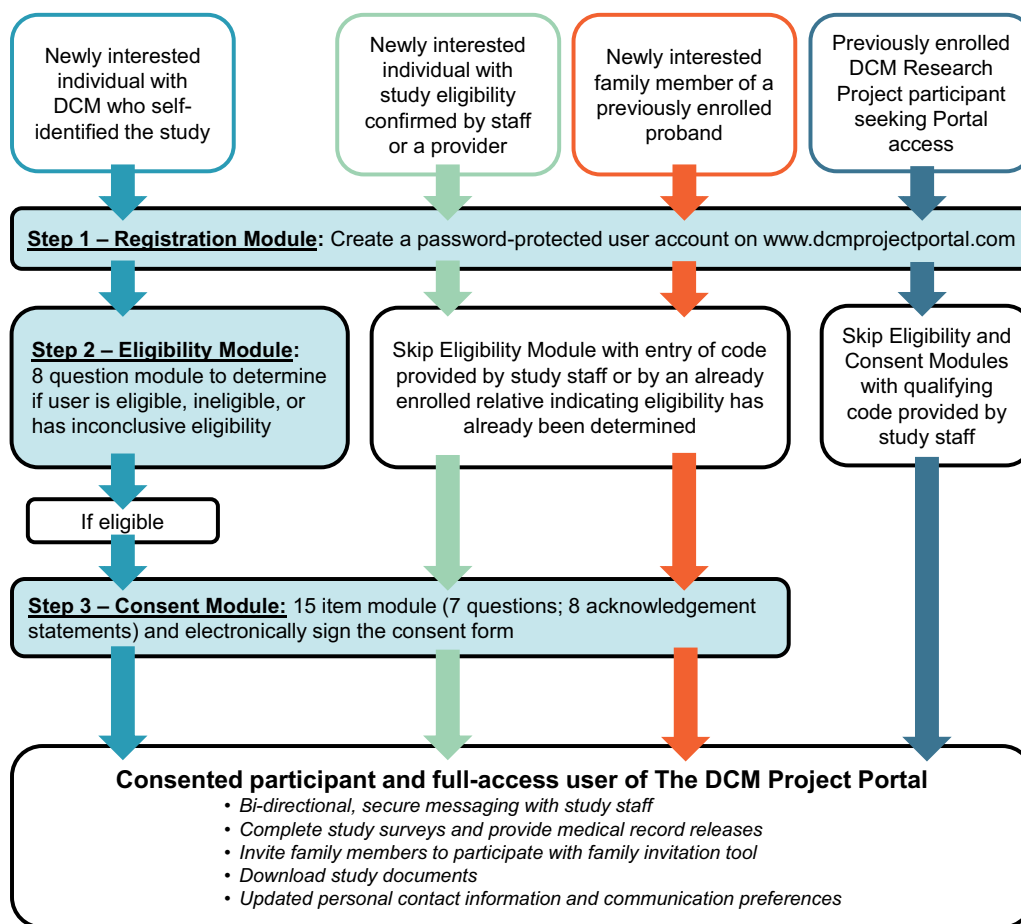 Newly interested
individual with
DCM who self-
identified the study
Newly interested
individual with
study eligibility
confirmed by staff
or a provider
Newly interested
family member of a
previously enrolled
proband
Previously enrolled
DCM Research
Project participant
seeking Portal
access
Step 1 – Registration Module: Create a password-protected user account on www.dcmprojectportal.com
Step 2 – Eligibility Module:
8 question module to determine
if user is eligible, ineligible, or
has inconclusive eligibility
Skip Eligibility Module with entry of code
provided by study staff or by an already
enrolled relative indicating eligibility has
already been determined
Skip Eligibility and
Consent Modules
with qualifying
code provided by
study staff
If eligible
Step 3 – Consent Module: 15 item module (7 questions; 8 acknowledgement
statements) and electronically sign the consent form
Consented participant and full-access user of The DCM Project Portal
• Bi-directional, secure messaging with study staff
• Complete study surveys and provide medical record releases
• Invite family members to participate with family invitation tool
• Download study documents
• Updated personal contact information and communication preferences